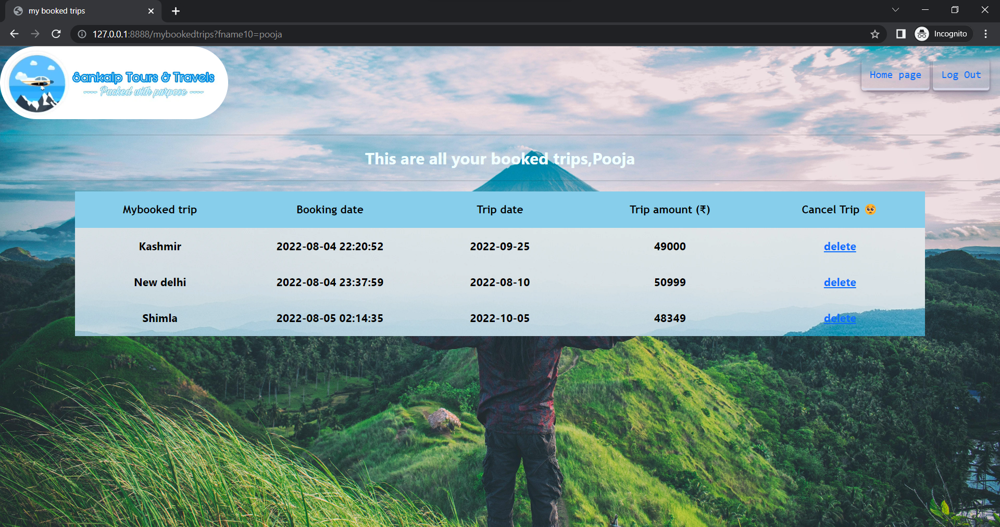 my booked trips
127.0.0.1:8888/mybookedtrips?fname10=pooja
Incognito
Sankalp Tours & Travels
---- Packed with purpose ----
Home page
Log Out
This are all your booked trips,Pooja
Mybooked trip Booking date Trip date Trip amount (₹) Cancel Trip 🥺
Kashmir 2022-08-04 22:20:52 2022-09-25 49000 delete
New delhi 2022-08-04 23:37:59 2022-08-10 50999 delete
Shimla 2022-08-05 02:14:35 2022-10-05 48349 delete